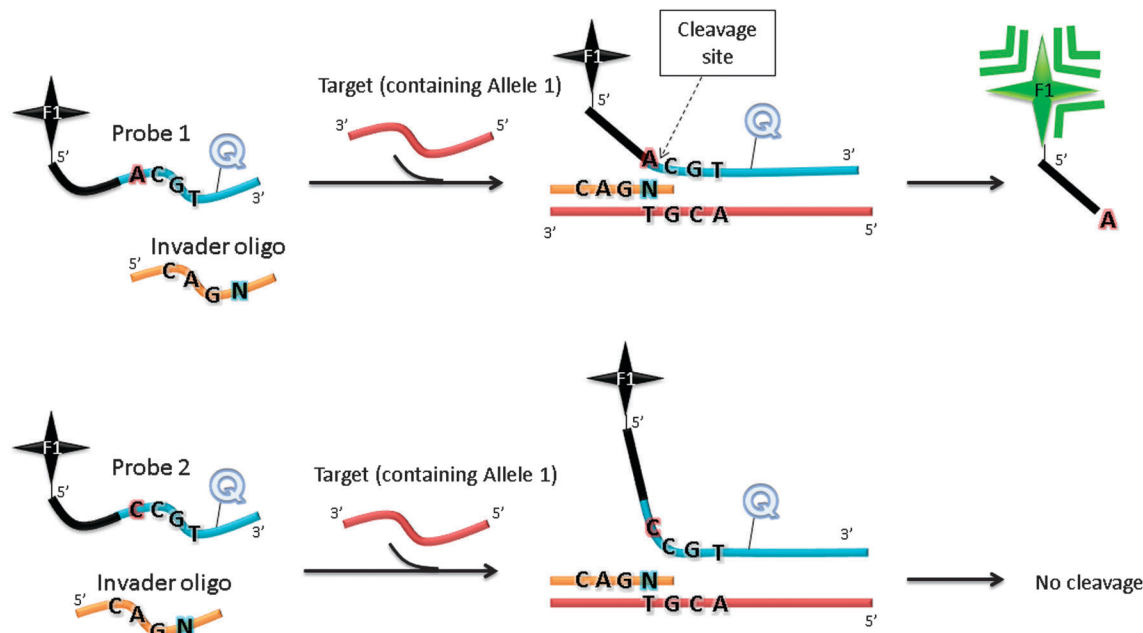 F1
5'
Probe 1
Q
A C G T
3'
Invader oligo
5'
C A G N
Target (containing Allele 1)
3'
5'
F1
5'
Cleavage
site
Q
A C G T
3'
C A G N
T G C A
3'
5'
F1
5'
A
F1
5'
Probe 2
Q
C C G T
3'
Invader oligo
5'
C A G N
Target (containing Allele 1)
3'
5'
F1
5'
Q
C C G T
3'
C A G N
T G C A
3'
5'
No cleavage